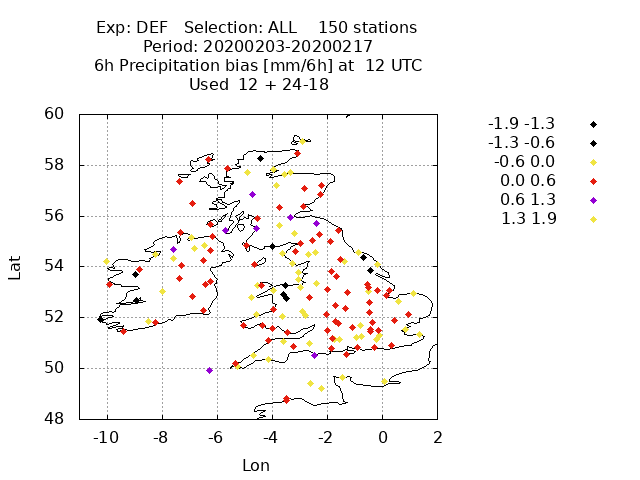 Exp: DEF   Selection: ALL    150 stations
Period: 20200203-20200217
6h Precipitation bias [mm/6h] at  12 UTC
Used  12 + 24-18
-1.9 -1.3
-1.3 -0.6
-0.6 0.0
0.0 0.6
0.6 1.3
1.3 1.9
60
58
56
54
52
50
48
Lat
-10 -8 -6 -4 -2 0 2
Lon